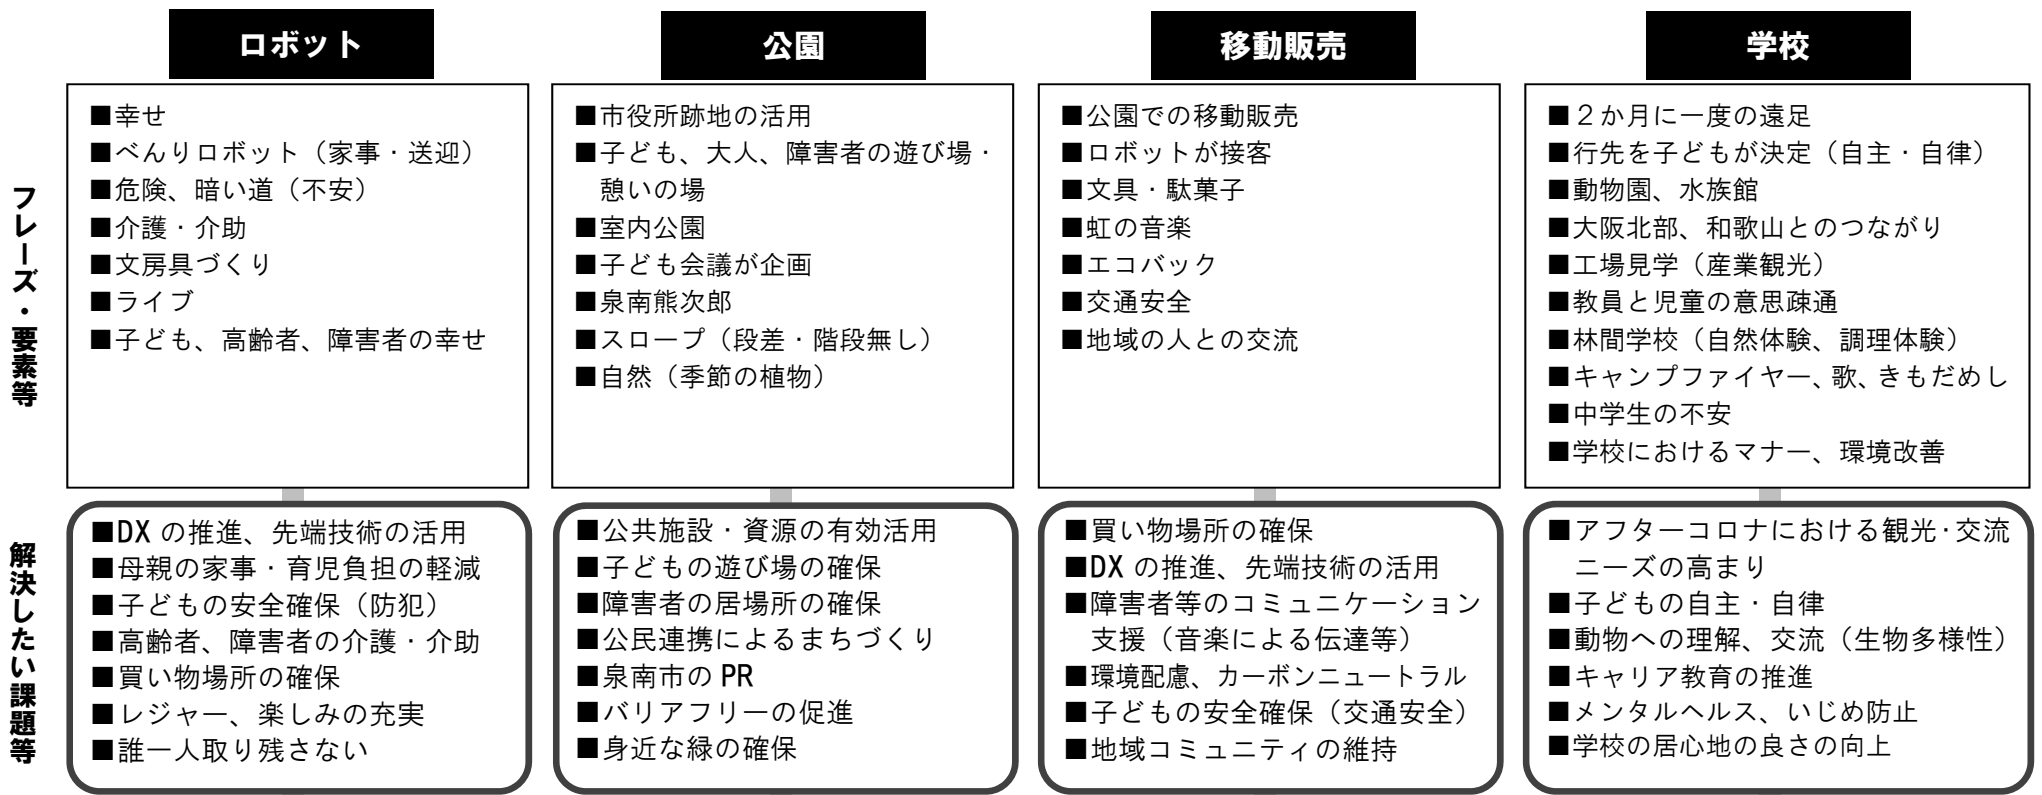 ロボット
公園
移動販売
学校
フレーズ・要素等
■幸せ
■べんりロボット（家事・送迎）
■危険、暗い道（不安）
■介護・介助
■文房具づくり
■ライブ
■子ども、高齢者、障害者の幸せ
■市役所跡地の活用
■子ども、大人、障害者の遊び場・
憩いの場
■室内公園
■子ども会議が企画
■泉南熊次郎
■スロープ（段差・階段無し）
■自然（季節の植物）
■公園での移動販売
■ロボットが接客
■文具・駄菓子
■虹の音楽
■エコバック
■交通安全
■地域の人との交流
■２か月に一度の遠足
■行先を子どもが決定（自主・自律）
■動物園、水族館
■大阪北部、和歌山とのつながり
■工場見学（産業観光）
■教員と児童の意思疎通
■林間学校（自然体験、調理体験）
■キャンプファイヤー、歌、きもだめし
■中学生の不安
■学校におけるマナー、環境改善
解決したい課題等
■DX の推進、先端技術の活用
■母親の家事・育児負担の軽減
■子どもの安全確保（防犯）
■高齢者、障害者の介護・介助
■買い物場所の確保
■レジャー、楽しみの充実
■誰一人取り残さない
■公共施設・資源の有効活用
■子どもの遊び場の確保
■障害者の居場所の確保
■公民連携によるまちづくり
■泉南市の PR
■バリアフリーの促進
■身近な緑の確保
■買い物場所の確保
■DX の推進、先端技術の活用
■障害者等のコミュニケーション
支援（音楽による伝達等）
■環境配慮、カーボンニュートラル
■子どもの安全確保（交通安全）
■地域コミュニティの維持
■アフターコロナにおける観光・交流
ニーズの高まり
■子どもの自主・自律
■動物への理解、交流（生物多様性）
■キャリア教育の推進
■メンタルヘルス、いじめ防止
■学校の居心地の良さの向上